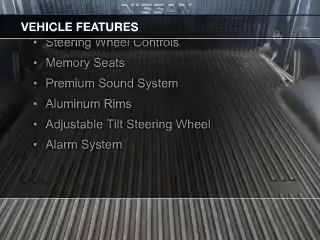 NISSAN
VEHICLE FEATURES
• Steering Wheel Controls
• Memory Seats
• Premium Sound System
• Aluminum Rims
• Adjustable Tilt Steering Wheel
• Alarm System